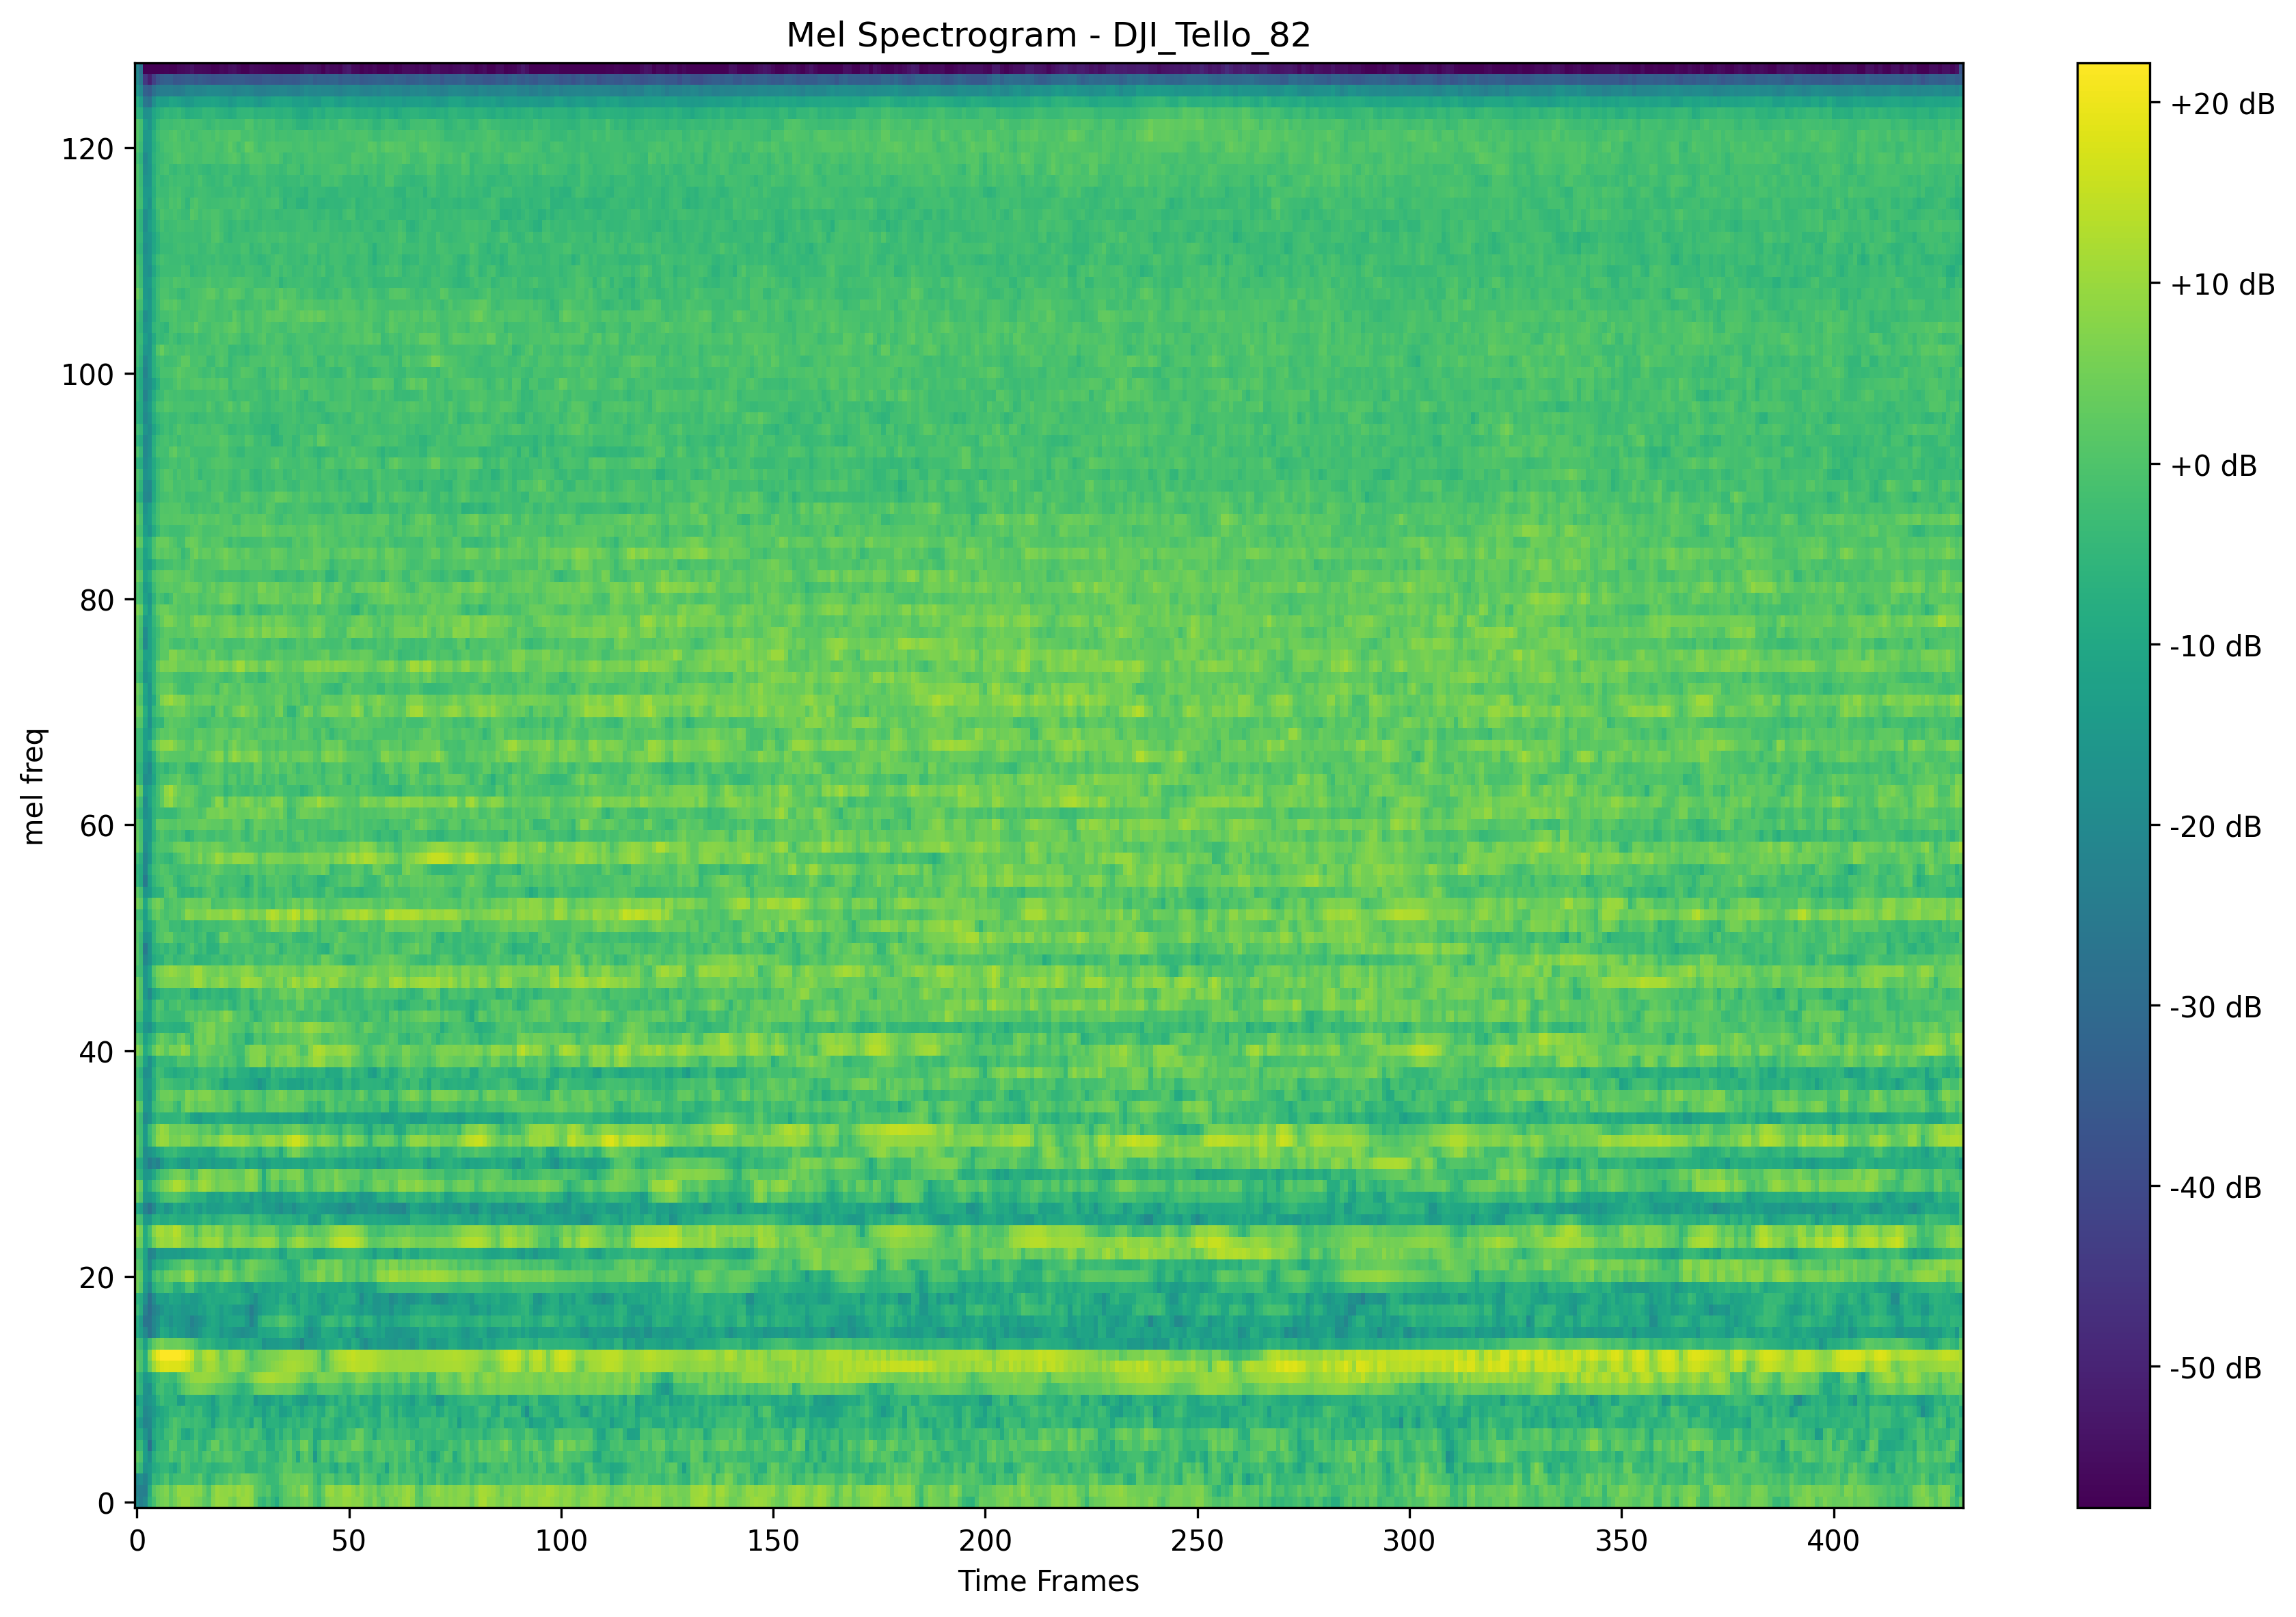 Mel Spectrogram - DJI_Tello_82
mel freq
120
100
80
60
40
20
0
0 50 100 150 200 250 300 350 400
Time Frames
+20 dB
+10 dB
+0 dB
-10 dB
-20 dB
-30 dB
-40 dB
-50 dB